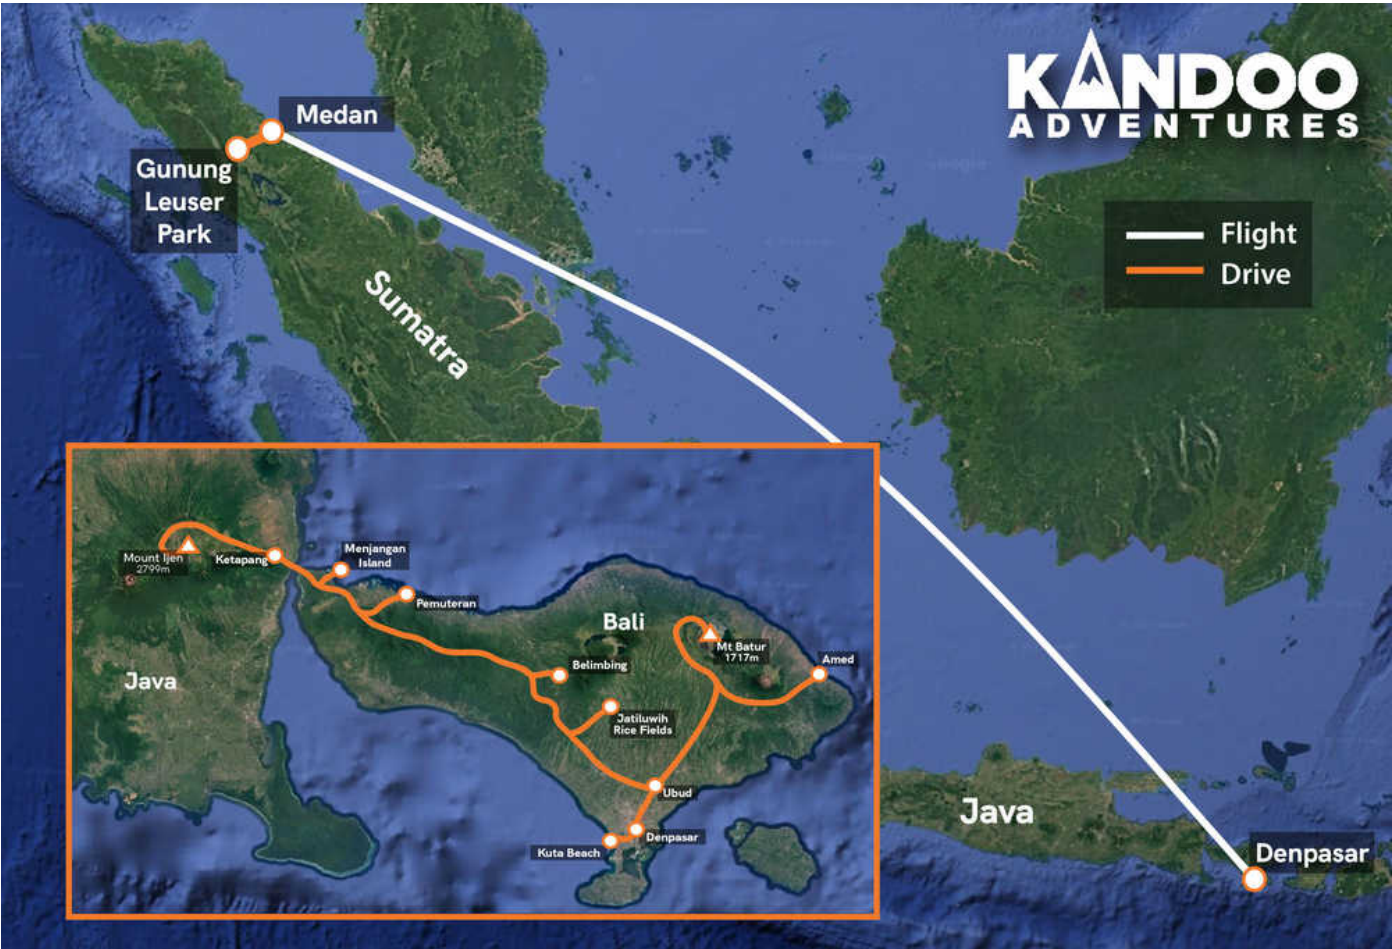 KANDOO
ADVENTURES
Medan
Gunung
Leuser
Park
Flight
Drive
Sumatra
Menjangan
Island
Mount Ijen
2799m
Ketapang
Pemuteran
Bali
Mt Batur
1717m
Belimbing
Amed
Java
Jatiluwih
Rice Fields
Ubud
Denpasar
Kuta Beach
Java
Denpasar